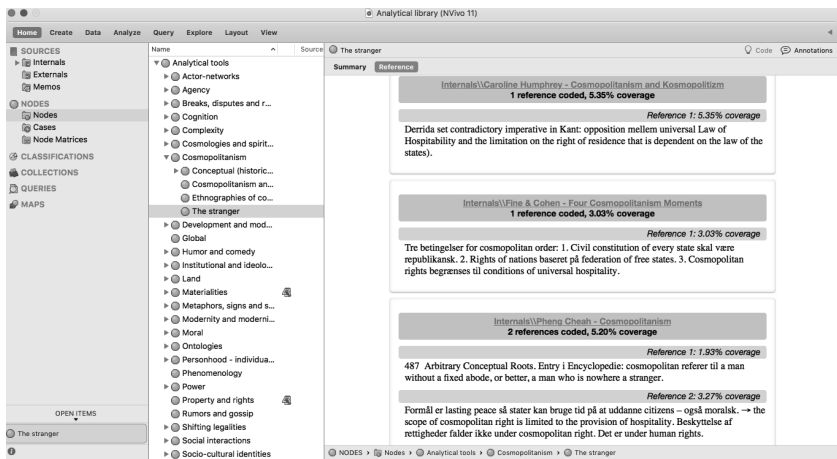 Analytical library (NVivo 11)
Home Create Data Analyze Query Explore Layout View
SOURCES
Internals
Externals
Memos
NODES
Nodes
Cases
Node Matrices
CLASSIFICATIONS
COLLECTIONS
QUERIES
MAPS
OPEN ITEMS
The stranger
Name Source
Analytical tools
Actor-networks
Agency
Breaks, disputes and r...
Cognition
Complexity
Cosmologies and spirit...
Cosmopolitanism
Conceptual (historic...
Cosmopolitanism an...
Ethnographies of co...
The stranger
Development and mod...
Global
Humor and comedy
Institutional and ideolo...
Land
Materialities
Metaphors, signs and s...
Modernity and moderni...
Moral
Ontologies
Personhood - individua...
Phenomenology
Power
Property and rights
Rumors and gossip
Shifting legalities
Social interactions
Socio-cultural identities
The stranger Code Annotations
Summary Reference
Internals\\Caroline Humphrey - Cosmopolitanism and Kosmopolitizm
1 reference coded, 5.35% coverage
Reference 1: 5.35% coverage
Derrida set contradictory imperative in Kant: opposition mellem universal Law of
Hospitability and the limitation on the right of residence that is dependent on the law of the
states).
Internals\\Fine & Cohen - Four Cosmopolitanism Moments
1 reference coded, 3.03% coverage
Reference 1: 3.03% coverage
Tre betingelser for cosmopolitan order: 1. Civil constitution of every state skal være
republikansk. 2. Rights of nations baseret på federation of free states. 3. Cosmopolitan
rights begrænses til conditions of universal hospitality.
Internals\\Pheng Cheah - Cosmopolitanism
2 references coded, 5.20% coverage
Reference 1: 1.93% coverage
487 Arbitrary Conceptual Roots. Entry i Encyclopedie: cosmopolitan referer til a man
without a fixed abode, or better, a man who is nowhere a stranger.
Reference 2: 3.27% coverage
Formål er lasting peace så stater kan bruge tid på at uddanne citizens – også moralsk. → the
scope of cosmopolitan right is limited to the provision of hospitality. Beskyttelse af
rettigheder falder ikke under cosmopolitan right. Det er under human rights.
NODES › Nodes › Analytical tools › Cosmopolitanism › The stranger